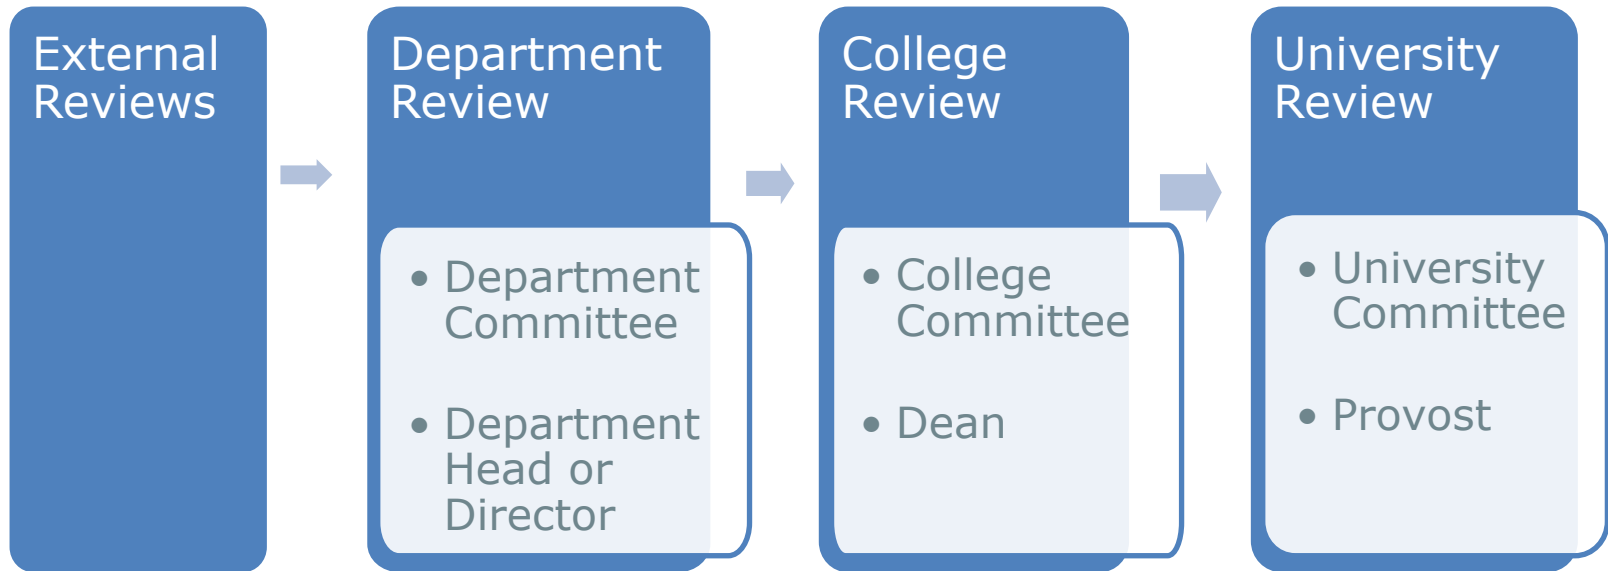 External
Reviews
Department
Review
• Department
Committee
• Department
Head or
Director
College
Review
• College
Committee
• Dean
University
Review
• University
Committee
• Provost